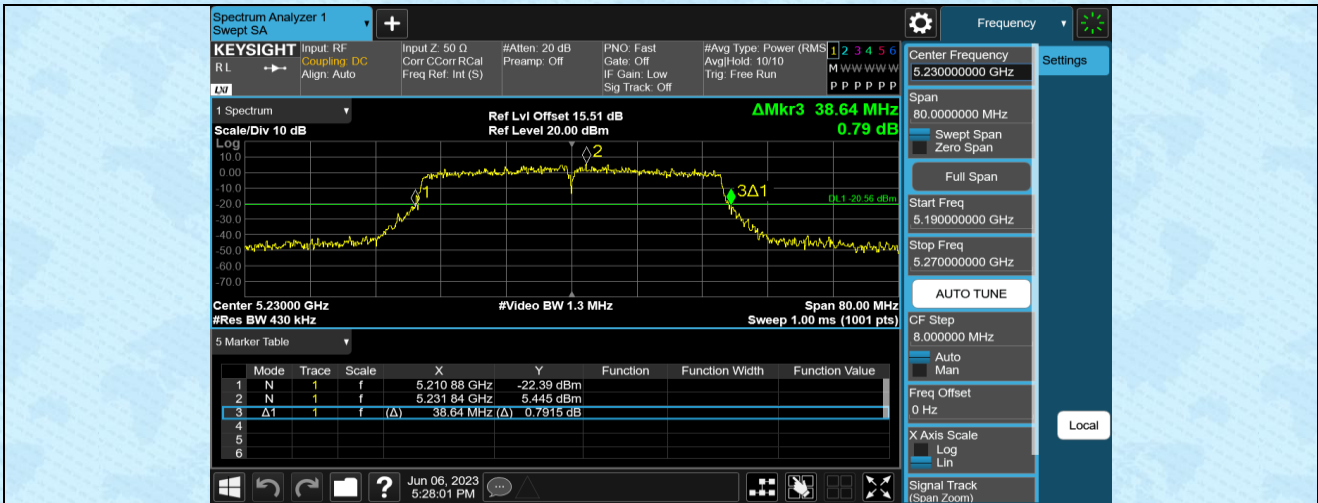 Spectrum Analyzer 1
Swept SA
Frequency
KEYSIGHT
RL
LXI
Input: RF
Coupling: DC
Align: Auto
Input Z: 50 Ω
Corr CCorr RCal
Freq Ref: Int (S)
#Atten: 20 dB
Preamp: Off
PNO: Fast
Gate: Off
IF Gain: Low
Sig Track: Off
#Avg Type: Power (RMS
Avg|Hold: 10/10
Trig: Free Run
1 2 3 4 5 6
M W W W W W
P P P P P P
1 Spectrum
Scale/Div 10 dB
Ref Lvl Offset 15.51 dB
Ref Level 20.00 dBm
ΔMkr3 38.64 MHz
0.79 dB
Log
10.0
0.00
-10.0
-20.0
-30.0
-40.0
-50.0
-60.0
-70.0
1
2
3Δ1
DL1 -20.56 dBm
Center 5.23000 GHz
#Res BW 430 kHz
#Video BW 1.3 MHz
Span 80.00 MHz
Sweep 1.00 ms (1001 pts)
5 Marker Table
Mode Trace Scale X Y Function Function Width Function Value
1 N 1 f 5.210 88 GHz -22.39 dBm
2 N 1 f 5.231 84 GHz 5.445 dBm
3 Δ1 1 f (Δ) 38.64 MHz (Δ) 0.7915 dB
4
5
6
Jun 06, 2023
5:28:01 PM
?
Center Frequency
5.230000000 GHz
Settings
Span
80.0000000 MHz
Swept Span
Zero Span
Full Span
Start Freq
5.190000000 GHz
Stop Freq
5.270000000 GHz
AUTO TUNE
CF Step
8.000000 MHz
Auto
Man
Freq Offset
0 Hz
Local
X Axis Scale
Log
Lin
Signal Track
(Span Zoom)